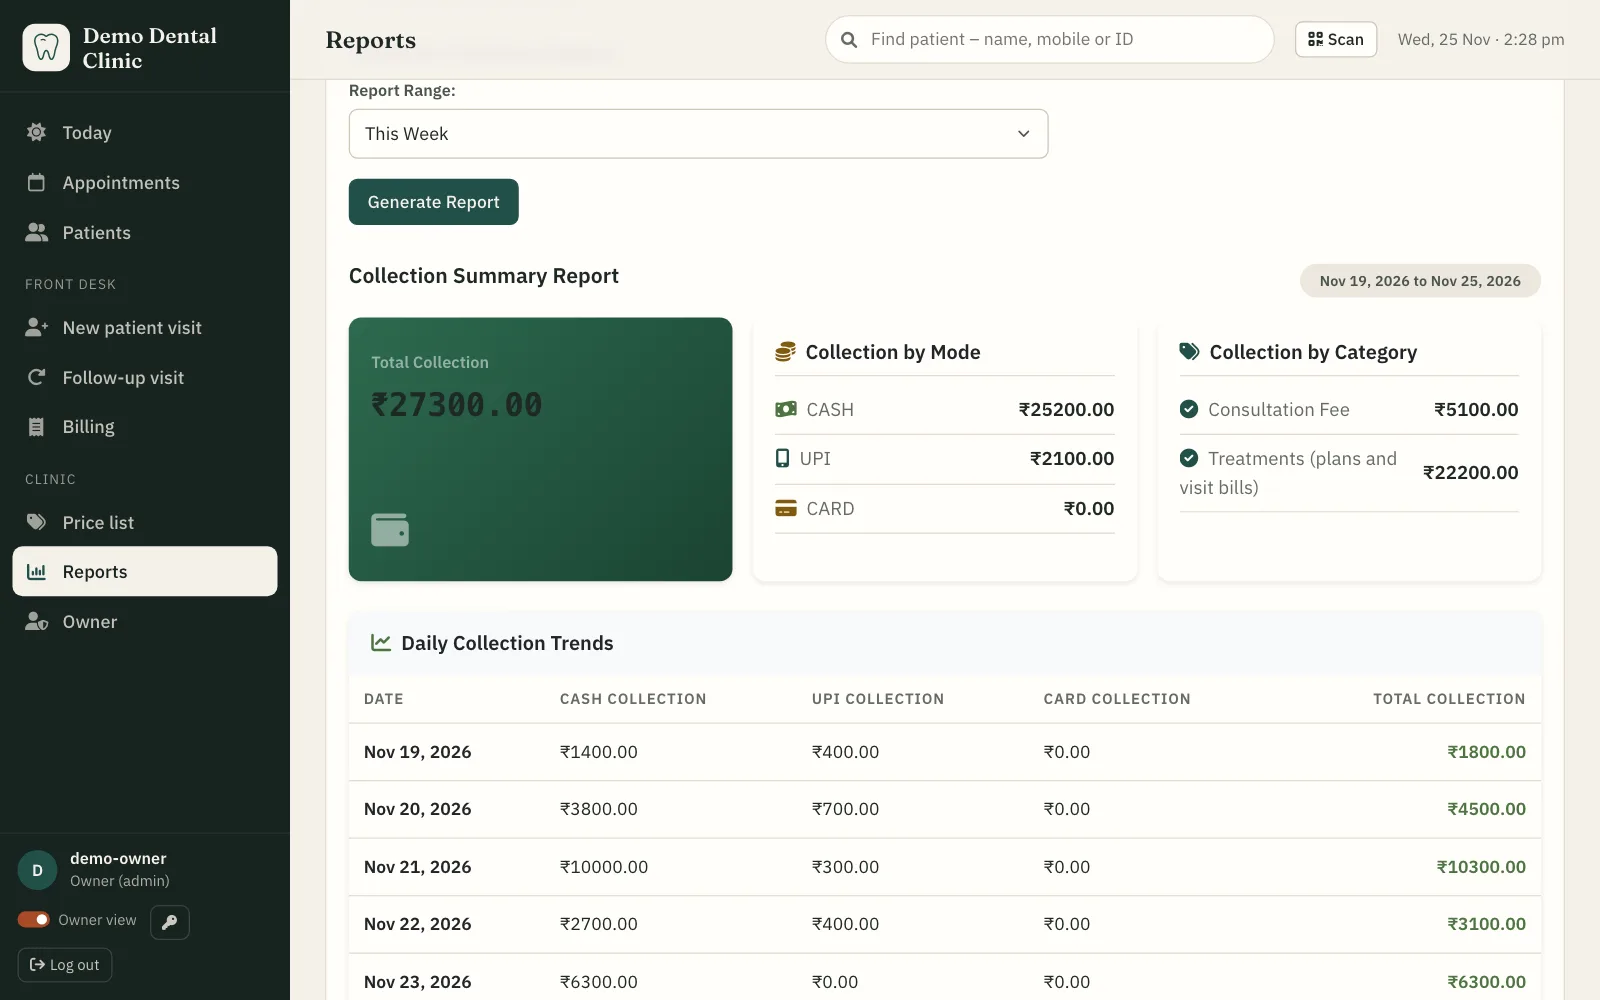 Demo Dental
Clinic
Reports
Find patient – name, mobile or ID
Scan
Wed, 25 Nov · 2:28 pm
Today
Appointments
Patients
FRONT DESK
New patient visit
Follow-up visit
Billing
CLINIC
Price list
Reports
Owner
D
demo-owner
Owner (admin)
Owner view
Log out
Report Range:
This Week
Generate Report
Collection Summary Report
Nov 19, 2026 to Nov 25, 2026
Total Collection
₹27300.00
Collection by Mode
CASH ₹25200.00
UPI ₹2100.00
CARD ₹0.00
Collection by Category
Consultation Fee ₹5100.00
Treatments (plans and
visit bills) ₹22200.00
Daily Collection Trends
DATE CASH COLLECTION UPI COLLECTION CARD COLLECTION TOTAL COLLECTION
Nov 19, 2026 ₹1400.00 ₹400.00 ₹0.00 ₹1800.00
Nov 20, 2026 ₹3800.00 ₹700.00 ₹0.00 ₹4500.00
Nov 21, 2026 ₹10000.00 ₹300.00 ₹0.00 ₹10300.00
Nov 22, 2026 ₹2700.00 ₹400.00 ₹0.00 ₹3100.00
Nov 23, 2026 ₹6300.00 ₹0.00 ₹0.00 ₹6300.00